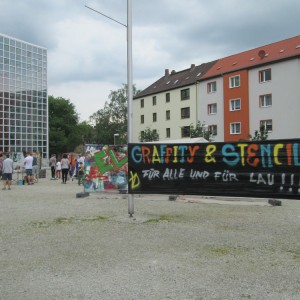 GRAFFITY & STENCIL
FÜR ALLE UND FÜR LAU!!!